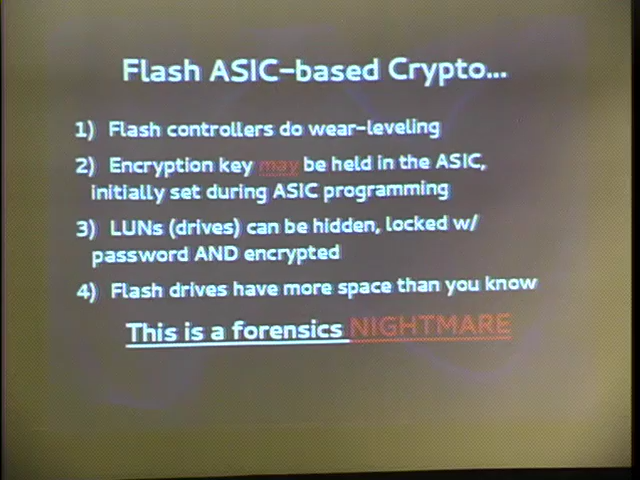 Flash ASIC-based Crypto...
1) Flash controllers do wear-leveling
2) Encryption key may be held in the ASIC,
initially set during ASIC programming
3) LUNs (drives) can be hidden, locked w/
password AND encrypted
4) Flash drives have more space than you know
This is a forensics NIGHTMARE